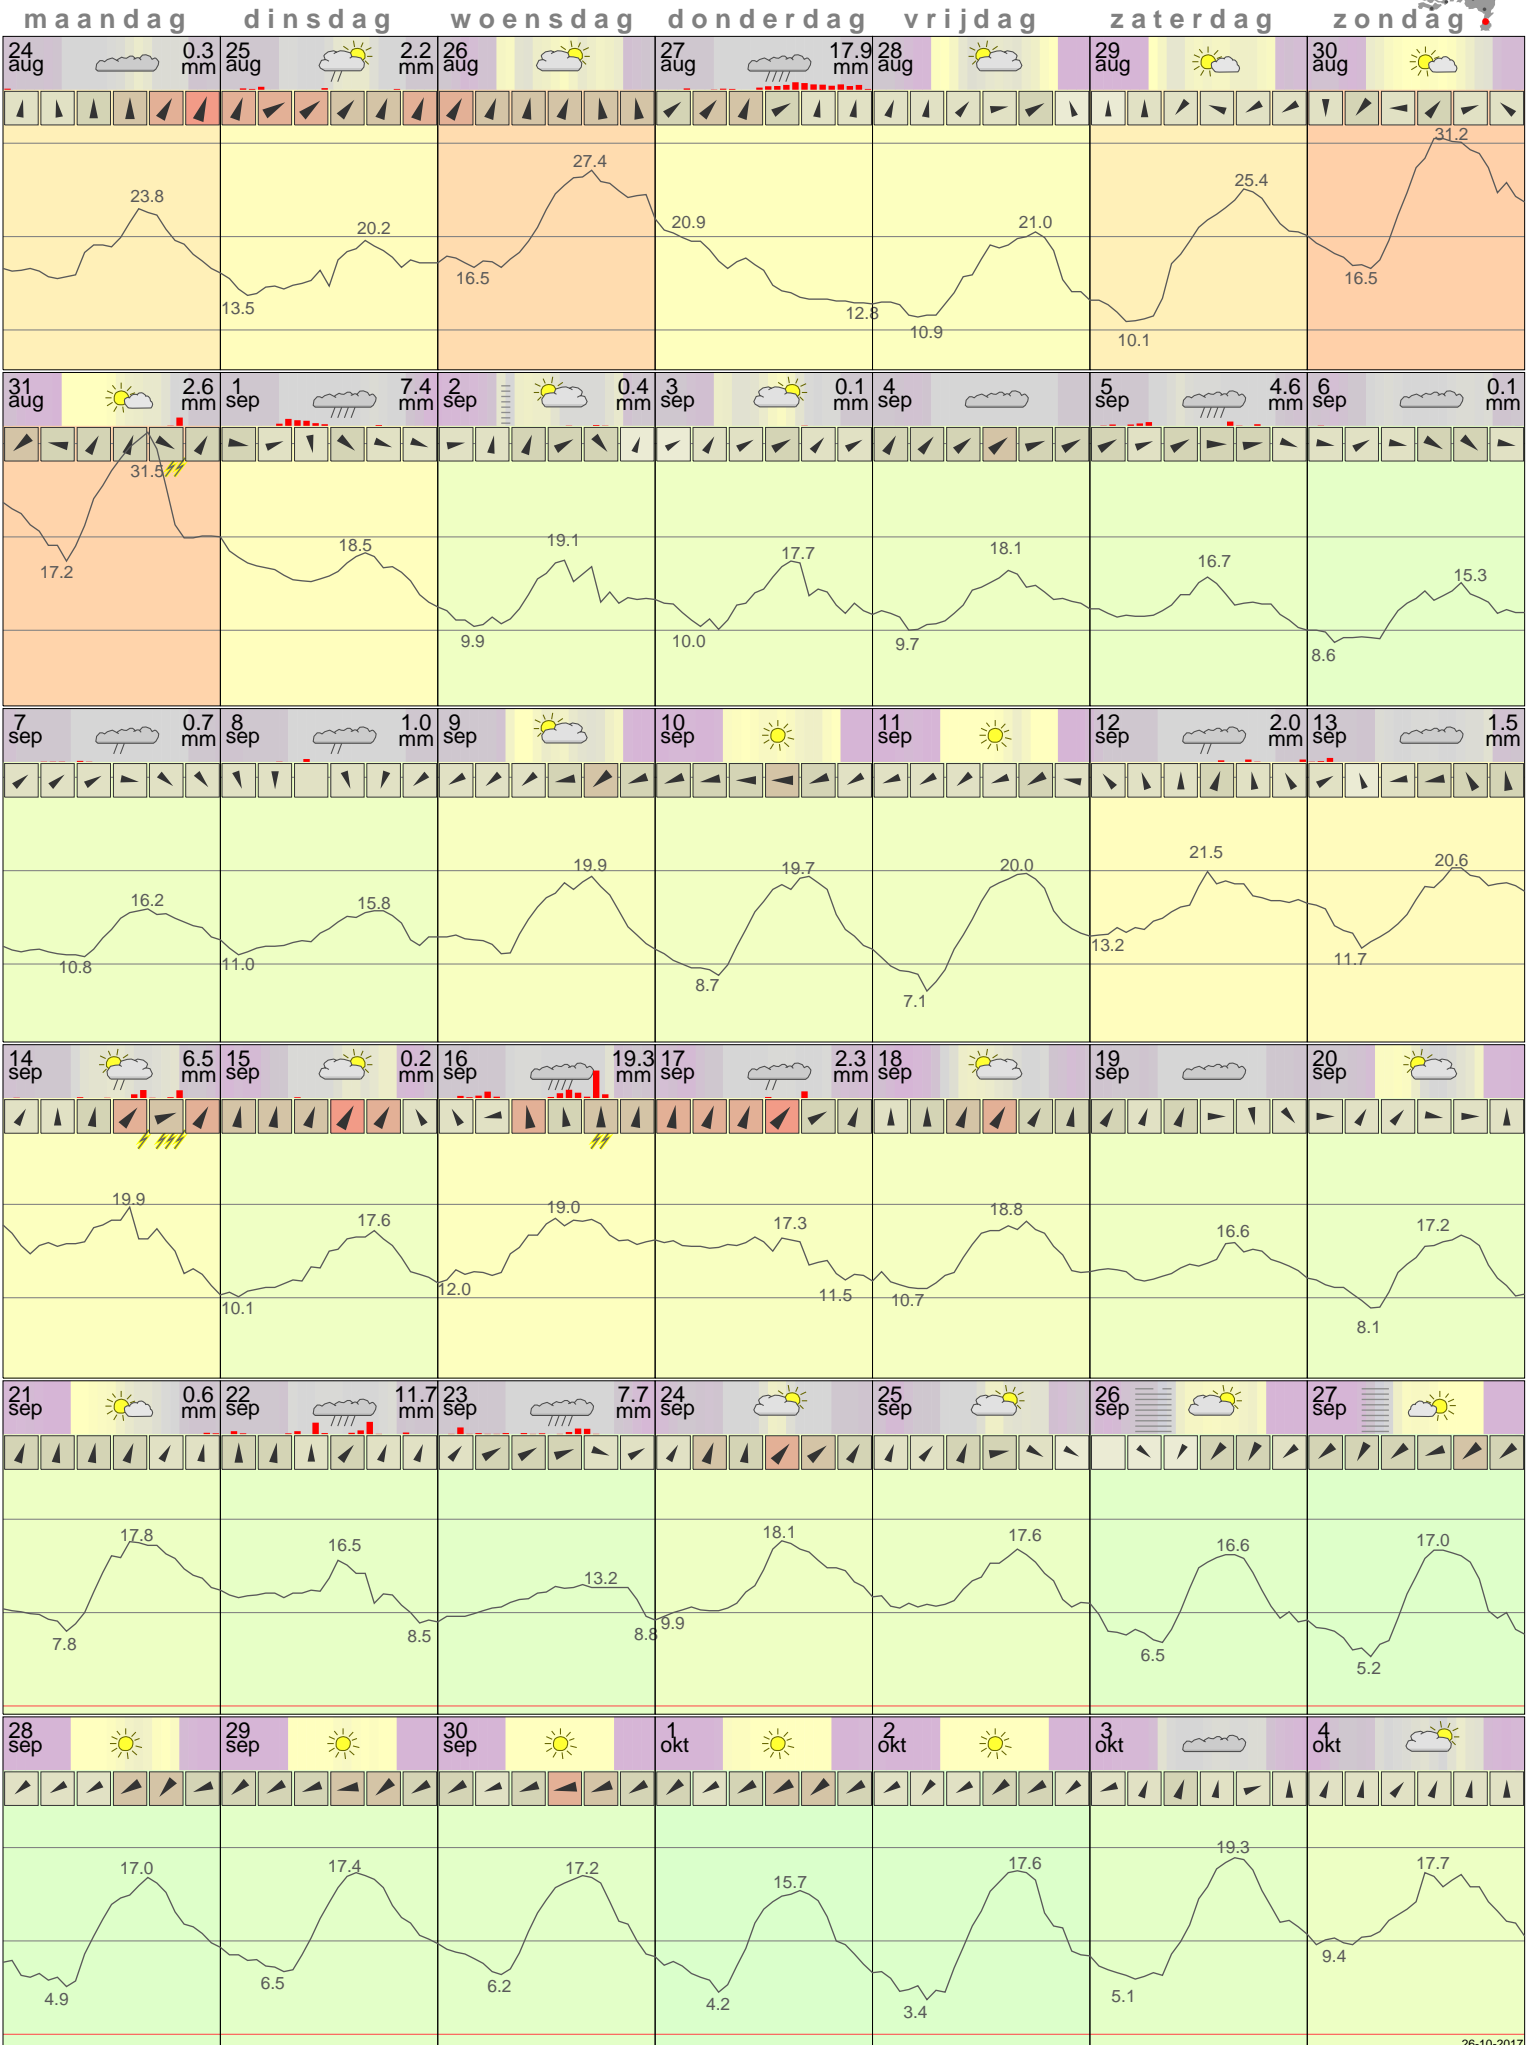 maandag dinsdag woensdag donderdag vrijdag zaterdag zondag
24 aug 0.3 mm 25 aug 2.2 mm 26 aug 27 aug 17.9 mm 28 aug 29 aug 30 aug
23.8 13.5 20.2 16.5 27.4 20.9 12.8 10.9 21.0 10.1 25.4 16.5 31.2
31 aug 2.6 mm 1 sep 7.4 mm 2 sep 0.4 mm 3 sep 0.1 mm 4 sep 5 sep 4.6 mm 6 sep 0.1 mm
17.2 31.5 18.5 9.9 19.1 10.0 17.7 9.7 18.1 16.7 8.6 15.3
7 sep 0.7 mm 8 sep 1.0 mm 9 sep 10 sep 11 sep 12 sep 2.0 mm 13 sep 1.5 mm
10.8 16.2 11.0 15.8 19.9 8.7 19.7 7.1 20.0 13.2 21.5 11.7 20.6
14 sep 6.5 mm 15 sep 0.2 mm 16 sep 19.3 mm 17 sep 2.3 mm 18 sep 19 sep 20 sep
19.9 10.1 17.6 12.0 19.0 17.3 11.5 10.7 18.8 16.6 8.1 17.2
21 sep 0.6 mm 22 sep 11.7 mm 23 sep 7.7 mm 24 sep 25 sep 26 sep 27 sep
7.8 17.8 16.5 8.5 13.2 8.8 9.9 18.1 17.6 6.5 16.6 5.2 17.0
28 sep 29 sep 30 sep 1 okt 2 okt 3 okt 4 okt
4.9 17.0 6.5 17.4 6.2 17.2 4.2 15.7 3.4 17.6 5.1 19.3 9.4 17.7
26-10-2017